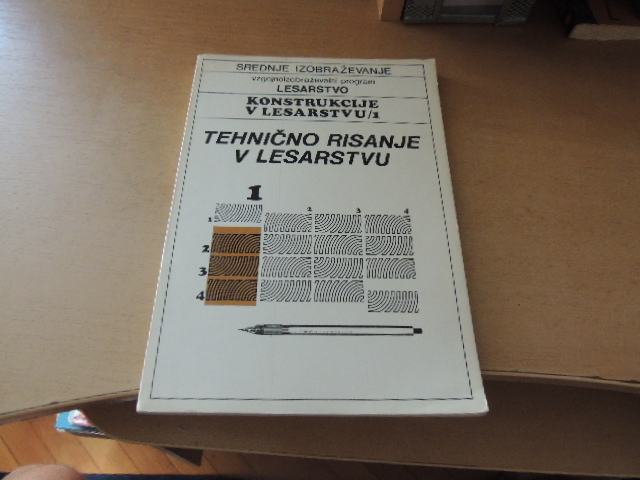 SREDNJE IZOBRAŽEVANJE
vzgojnoizobraževalni program
LESARSTVO
KONSTRUKCIJE
V LESARSTVU/1
TEHNIČNO RISANJE
V LESARSTVU
1
1 2 3 4
2
3
4